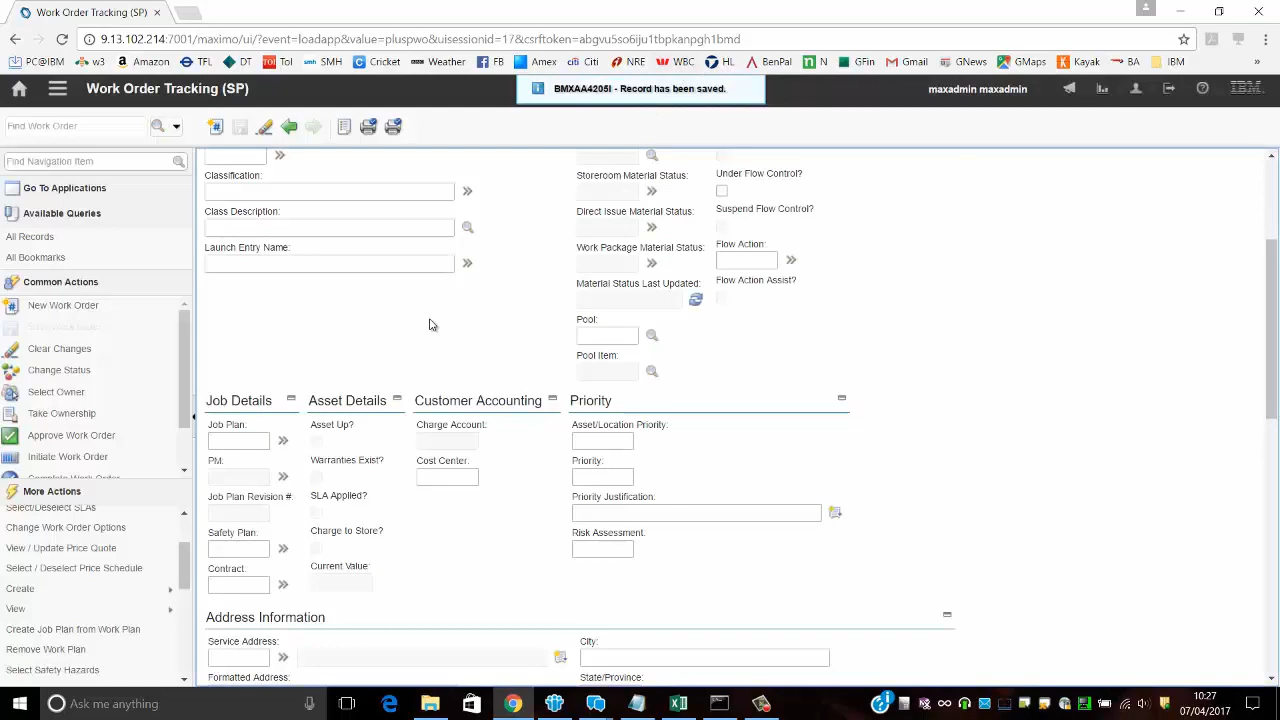 Work Order Tracking (SP)
9.13.102.214:7001/maximo/ui/?event=loadapp&value=pluspwo&uisessionid=17&csrftoken=abgvu5so6iju1tbpkanpgh1bmd
PC@IBM w3 Amazon TFL DT ToI SMH Cricket Weather FB Amex Citi NRE WBC HL BenPal N GFin Gmail GNews GMaps Kayak BA IBM »
Work Order Tracking (SP)
BMXAA4205I - Record has been saved.
maxadmin maxadmin
IBM
Find Work Order
Find Navigation Item
Go To Applications
Available Queries
All Records
All Bookmarks
Common Actions
New Work Order
Clear Changes
Change Status
Select Owner
Take Ownership
Approve Work Order
Initiate Work Order
Complete Work Order
More Actions
Select/Deselect SLAs
Change Work Order Options
View / Update Price Quote
Select / Deselect Price Schedule
Create
View
Create Job Plan from Work Plan
Remove Work Plan
Select Safety Hazards
Classification:
Class Description:
Launch Entry Name:
Storeroom Material Status:
Direct Issue Material Status:
Work Package Material Status:
Material Status Last Updated:
Pool:
Pool Item:
Under Flow Control?
Suspend Flow Control?
Flow Action:
Flow Action Assist?
Job Details
Job Plan:
PM:
Job Plan Revision #:
Safety Plan:
Contract:
Asset Details
Asset Up?
Warranties Exist?
SLA Applied?
Charge to Store?
Current Value:
Customer Accounting
Charge Account:
Cost Center:
Priority
Asset/Location Priority:
Priority:
Priority Justification:
Risk Assessment:
Address Information
Service Address:
Formatted Address:
City:
State/Province:
Ask me anything
10:27
07/04/2017